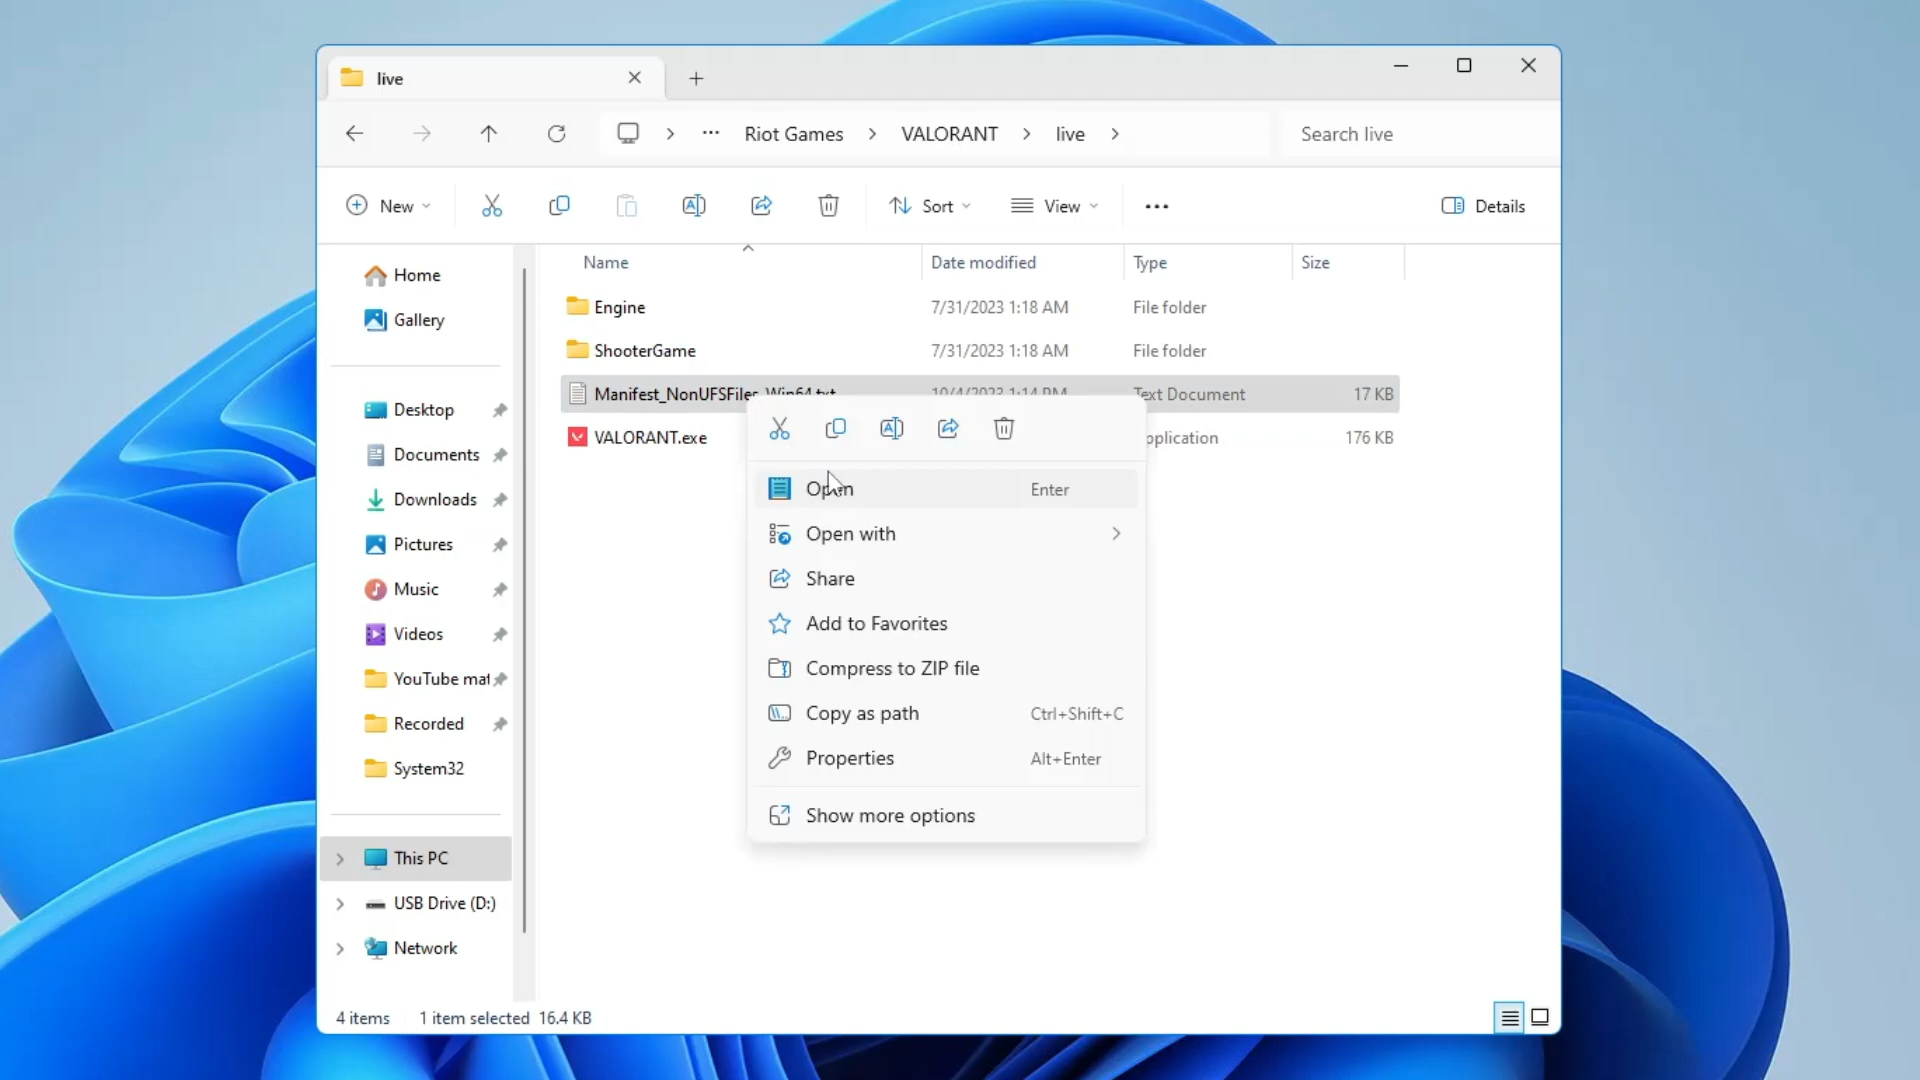 live
Riot Games
VALORANT
live
Search live
New
Sort
View
Details
Name
Date modified
Type
Size
Home
Gallery
Desktop
Documents
Downloads
Pictures
Music
Videos
YouTube mat
Recorded
System32
This PC
USB Drive (D:)
Network
Engine 7/31/2023 1:18 AM File folder
ShooterGame 7/31/2023 1:18 AM File folder
Manifest_NonUFSFiles_Win64.txt 10/4/2023 1:14 PM Text Document 17 KB
VALORANT.exe pplication 176 KB
Open Enter
Open with
Share
Add to Favorites
Compress to ZIP file
Copy as path Ctrl+Shift+C
Properties Alt+Enter
Show more options
4 items 1 item selected 16.4 KB